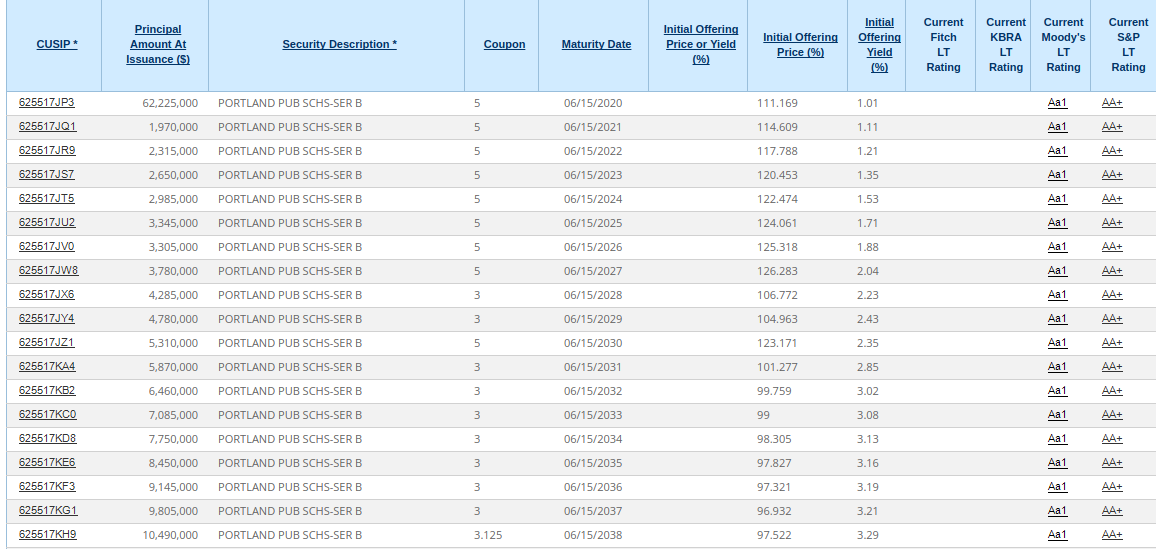 CUSIP * Principal Amount At Issuance ($) Security Description * Coupon Maturity Date Initial Offering Price or Yield (%) Initial Offering Price (%) Initial Offering Yield (%) Current Fitch LT Rating Current KBRA LT Rating Current Moody's LT Rating Current S&P LT Rating
625517JP3 62,225,000 PORTLAND PUB SCHS-SER B 5 06/15/2020 111.169 1.01 Aa1 AA+
625517JQ1 1,970,000 PORTLAND PUB SCHS-SER B 5 06/15/2021 114.609 1.11 Aa1 AA+
625517JR9 2,315,000 PORTLAND PUB SCHS-SER B 5 06/15/2022 117.788 1.21 Aa1 AA+
625517JS7 2,650,000 PORTLAND PUB SCHS-SER B 5 06/15/2023 120.453 1.35 Aa1 AA+
625517JT5 2,985,000 PORTLAND PUB SCHS-SER B 5 06/15/2024 122.474 1.53 Aa1 AA+
625517JU2 3,345,000 PORTLAND PUB SCHS-SER B 5 06/15/2025 124.061 1.71 Aa1 AA+
625517JV0 3,305,000 PORTLAND PUB SCHS-SER B 5 06/15/2026 125.318 1.88 Aa1 AA+
625517JW8 3,780,000 PORTLAND PUB SCHS-SER B 5 06/15/2027 126.283 2.04 Aa1 AA+
625517JX6 4,285,000 PORTLAND PUB SCHS-SER B 3 06/15/2028 106.772 2.23 Aa1 AA+
625517JY4 4,780,000 PORTLAND PUB SCHS-SER B 3 06/15/2029 104.963 2.43 Aa1 AA+
625517JZ1 5,310,000 PORTLAND PUB SCHS-SER B 5 06/15/2030 123.171 2.35 Aa1 AA+
625517KA4 5,870,000 PORTLAND PUB SCHS-SER B 3 06/15/2031 101.277 2.85 Aa1 AA+
625517KB2 6,460,000 PORTLAND PUB SCHS-SER B 3 06/15/2032 99.759 3.02 Aa1 AA+
625517KC0 7,085,000 PORTLAND PUB SCHS-SER B 3 06/15/2033 99 3.08 Aa1 AA+
625517KD8 7,750,000 PORTLAND PUB SCHS-SER B 3 06/15/2034 98.305 3.13 Aa1 AA+
625517KE6 8,450,000 PORTLAND PUB SCHS-SER B 3 06/15/2035 97.827 3.16 Aa1 AA+
625517KF3 9,145,000 PORTLAND PUB SCHS-SER B 3 06/15/2036 97.321 3.19 Aa1 AA+
625517KG1 9,805,000 PORTLAND PUB SCHS-SER B 3 06/15/2037 96.932 3.21 Aa1 AA+
625517KH9 10,490,000 PORTLAND PUB SCHS-SER B 3.125 06/15/2038 97.522 3.29 Aa1 AA+